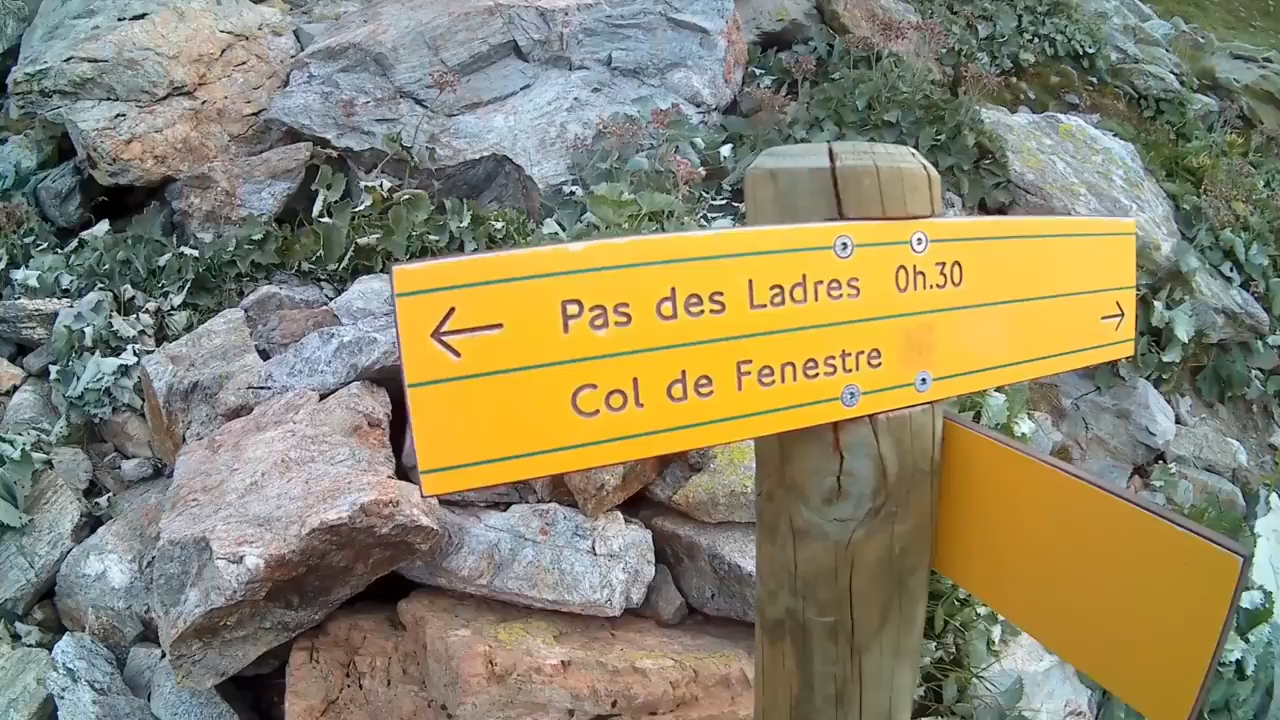 ← Pas des Ladres 0h.30
Col de Fenestre →